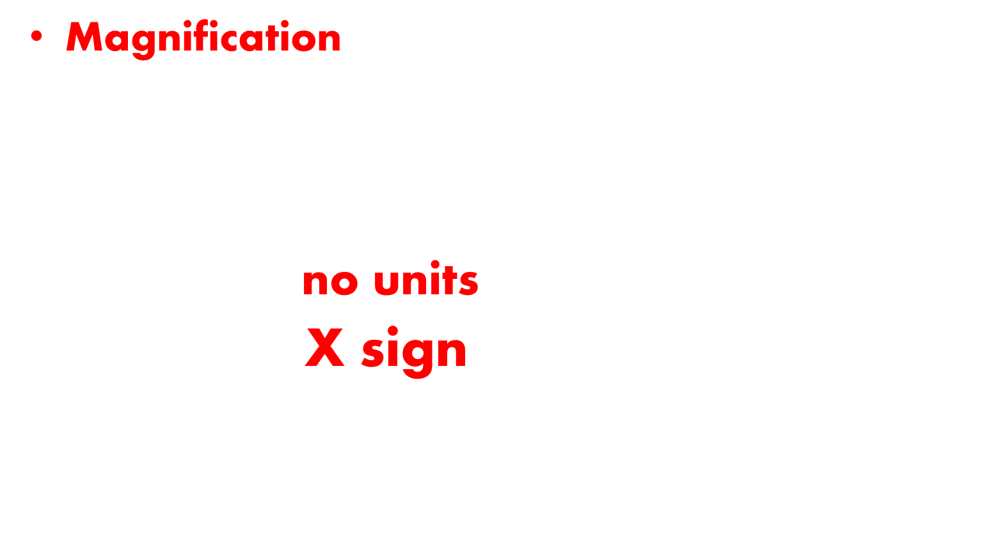 • Magnification
no units
X sign